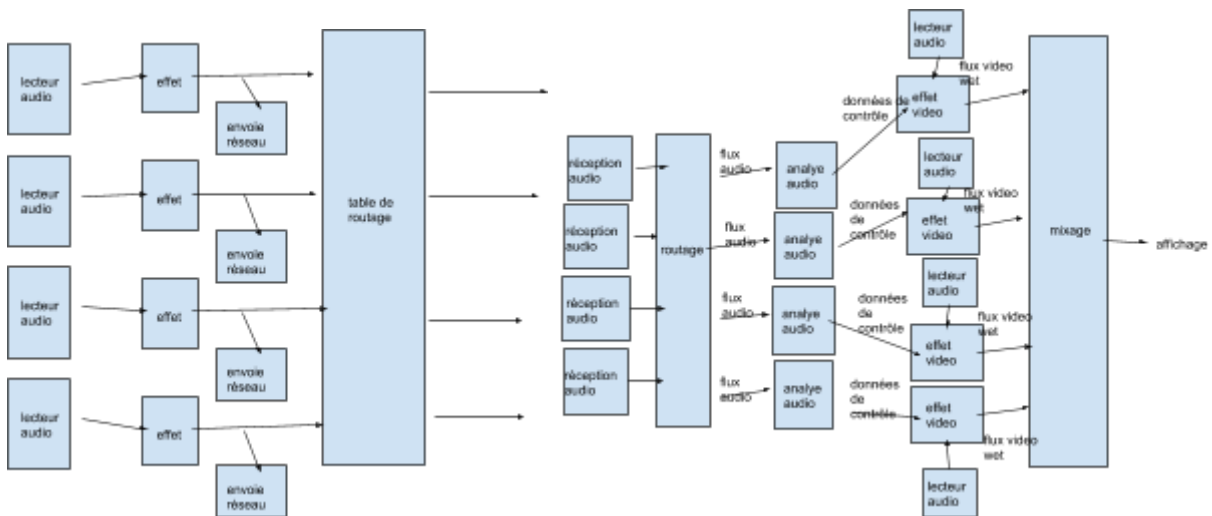 lecteur
audio
effet
envoie
réseau
lecteur
audio
effet
envoie
réseau
lecteur
audio
effet
envoie
réseau
lecteur
audio
effet
envoie
réseau
table de
routage
réception
audio
réception
audio
réception
audio
réception
audio
routage
flux
audio
flux
audio
flux
audio
flux
audio
analye
audio
analye
audio
analye
audio
analye
audio
données de
contrôle
données
de
contrôle
données
de
contrôle
données
de
contrôle
lecteur
audio
effet
video
flux video
wet
lecteur
audio
effet
video
flux video
wet
lecteur
audio
effet
video
flux video
wet
effet
video
flux video
wet
lecteur
audio
mixage
affichage